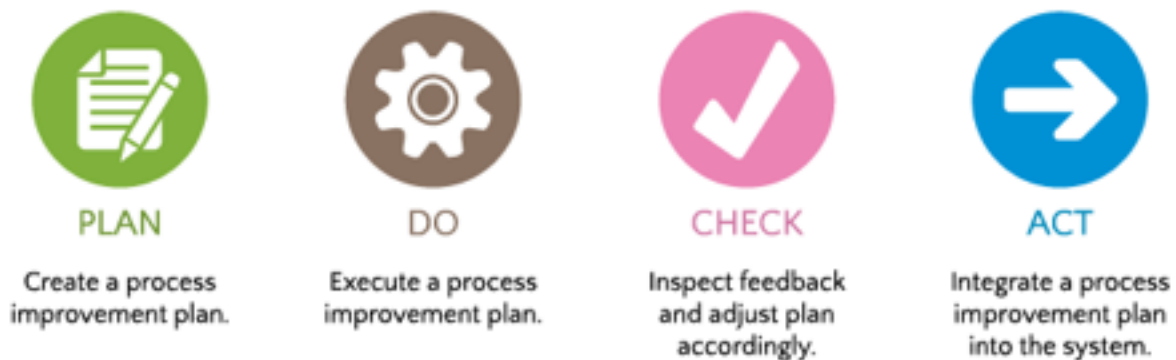 PLAN
Create a process
improvement plan.
DO
Execute a process
improvement plan.
CHECK
Inspect feedback
and adjust plan
accordingly.
ACT
Integrate a process
improvement plan
into the system.